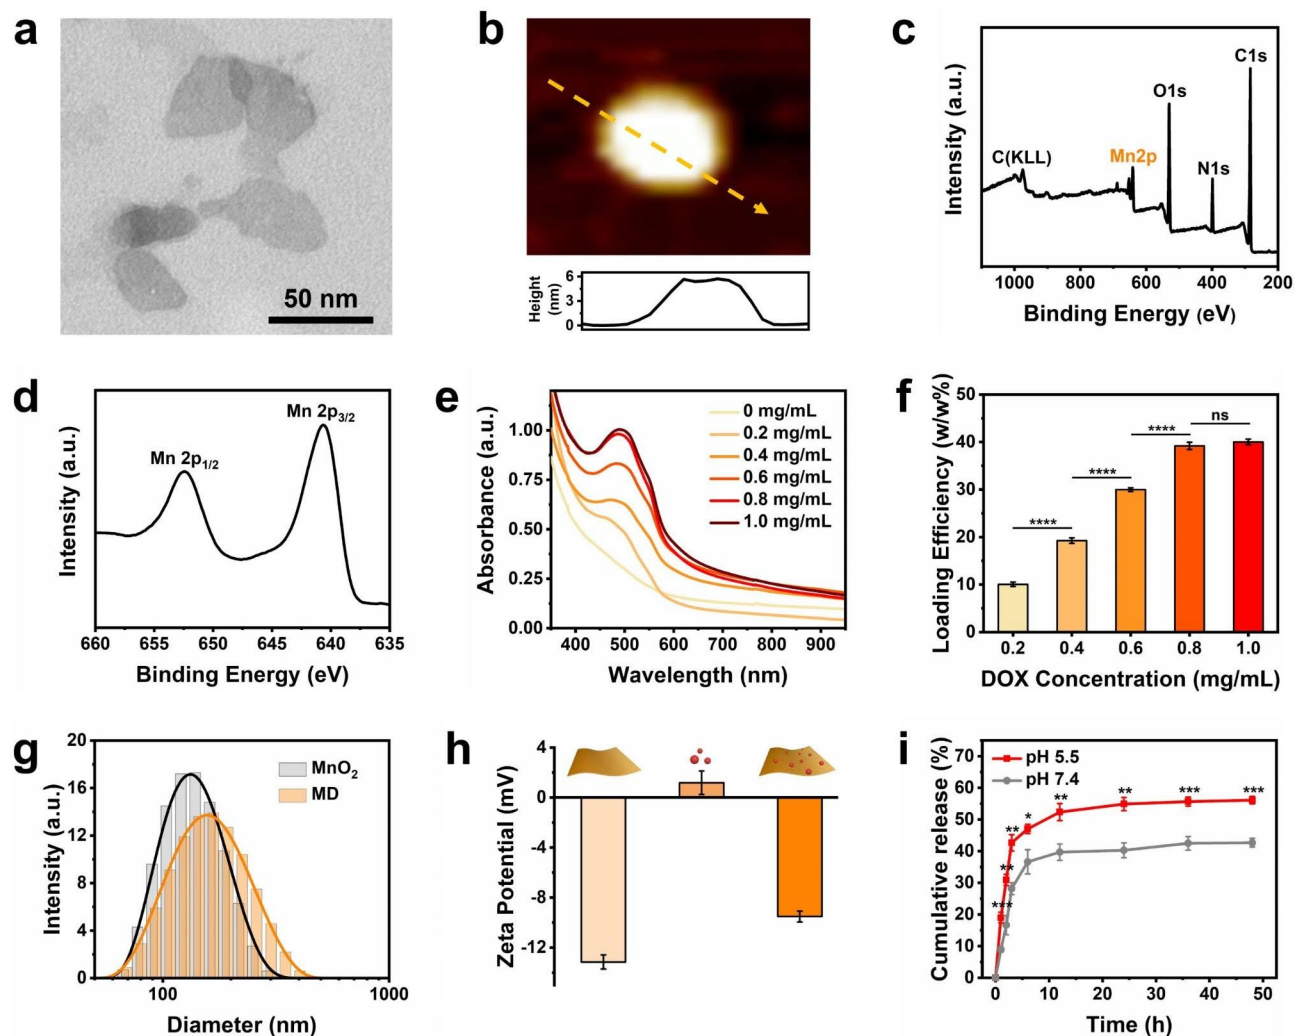 a
50 nm
b
Height
(nm)
6
3
0
c
Intensity (a.u.)
C(KLL)
Mn2p
O1s
N1s
C1s
1000 800 600 400 200
Binding Energy (eV)
d
Intensity (a.u.)
Mn 2p1/2
Mn 2p3/2
660 655 650 645 640 635
Binding Energy (eV)
e
Absorbance (a.u.)
1.00
0.75
0.50
0.25
0.00
0 mg/mL
0.2 mg/mL
0.4 mg/mL
0.6 mg/mL
0.8 mg/mL
1.0 mg/mL
400 500 600 700 800 900
Wavelength (nm)
f
Loading Efficiency (w/w%)
50
40
30
20
10
0
****
****
****
ns
0.2 0.4 0.6 0.8 1.0
DOX Concentration (mg/mL)
g
Intensity (a.u.)
20
16
12
8
4
0
MnO2
MD
100 1000
Diameter (nm)
h
Zeta Potential (mV)
4
0
-4
-8
-12
i
Cumulative release (%)
70
60
50
40
30
20
10
0
pH 5.5
pH 7.4
***
**
**
*
**
**
***
***
0 10 20 30 40 50
Time (h)